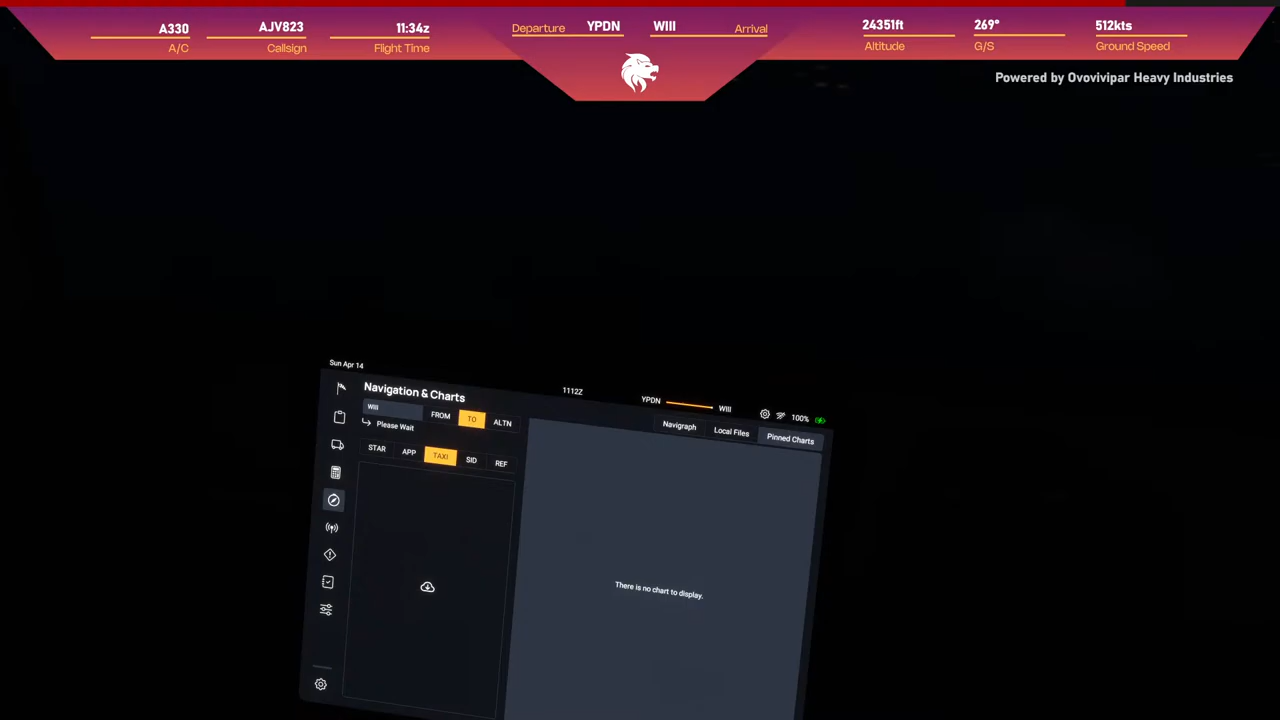 A330
A/C
AJV823
Callsign
11:34z
Flight Time
Departure YPDN
WIII Arrival
24351ft
Altitude
269°
G/S
512kts
Ground Speed
Powered by Ovovivipar Heavy Industries
Sun Apr 14
1112Z
YPDN
WIII
100%
Navigation & Charts
WIII
FROM
TO
ALTN
Please Wait
STAR
APP
TAXI
SID
REF
Navigraph
Local Files
Pinned Charts
There is no chart to display.